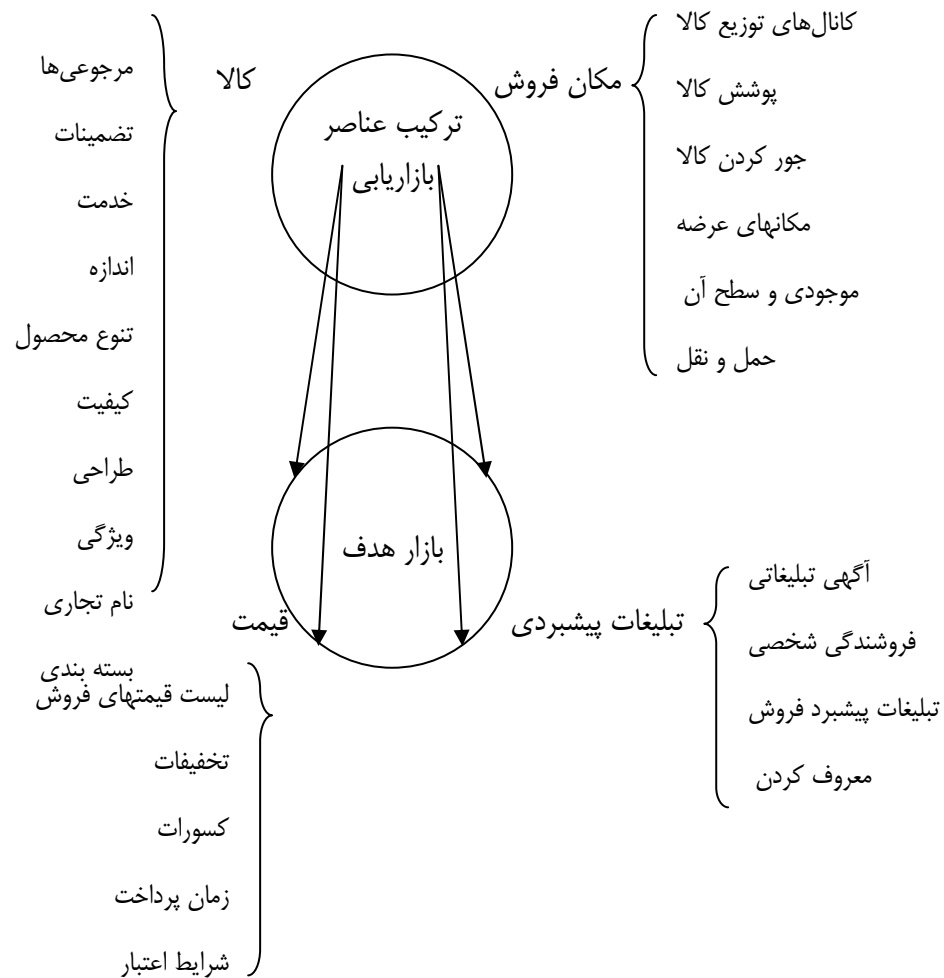 کانال‌های توزیع کالا
مکان فروش
پوشش کالا
جور کردن کالا
مکانهای عرضه
موجودی و سطح آن
حمل و نقل
کالا
مرجوعی‌ها
تضمینات
خدمت
اندازه
تنوع محصول
کیفیت
طراحی
ویژگی
نام تجاری
بسته بندی
ترکیب عناصر
بازاریابی
بازار هدف
تبلیغات پیشبردی
آگهی تبلیغاتی
فروشندگی شخصی
تبلیغات پیشبرد فروش
معروف کردن
قیمت
لیست قیمتهای فروش
تخفیفات
کسورات
زمان پرداخت
شرایط اعتبار